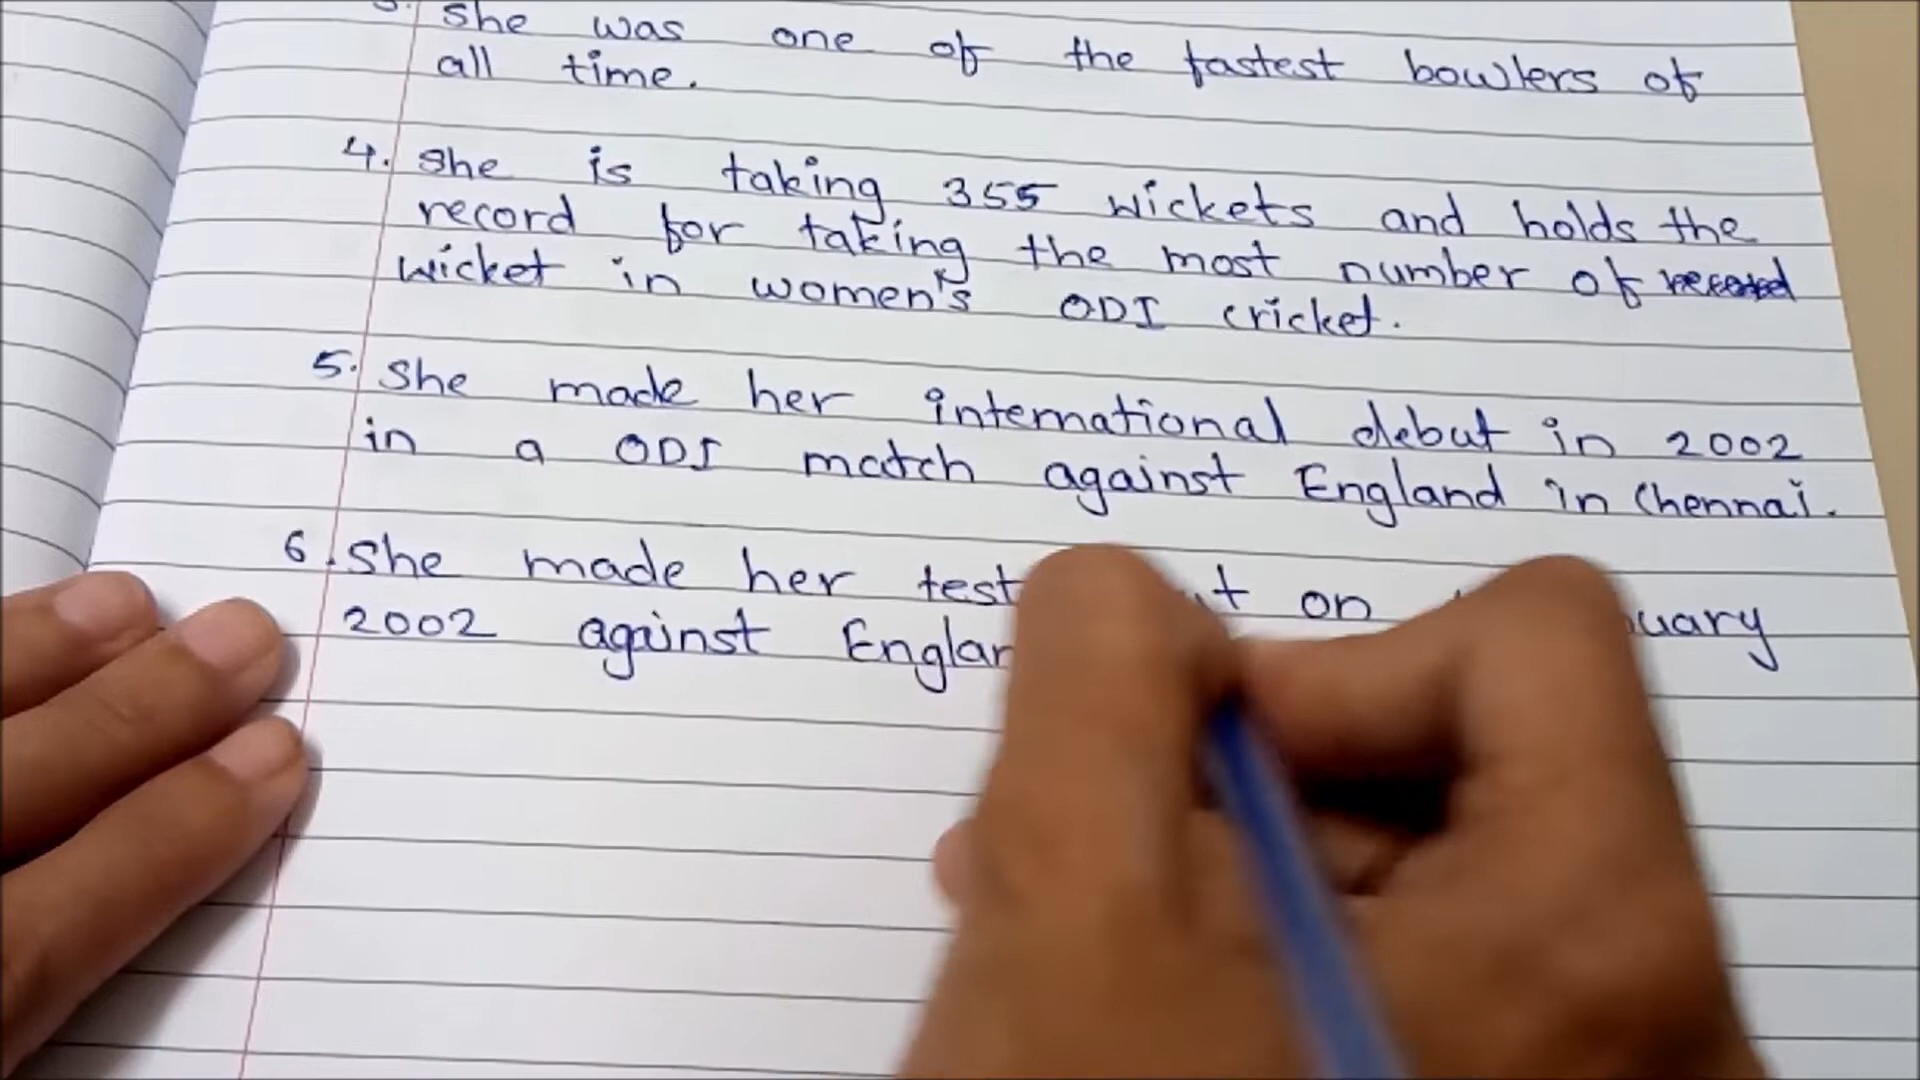 3. She was one of the fastest bowlers of
all time.
4. She is taking 355 wickets and holds the
record for taking the most number of
wicket in women's ODI cricket.
5. She made her international debut in 2002
in a ODI match against England in Chennai.
6. She made her test on
2002 against